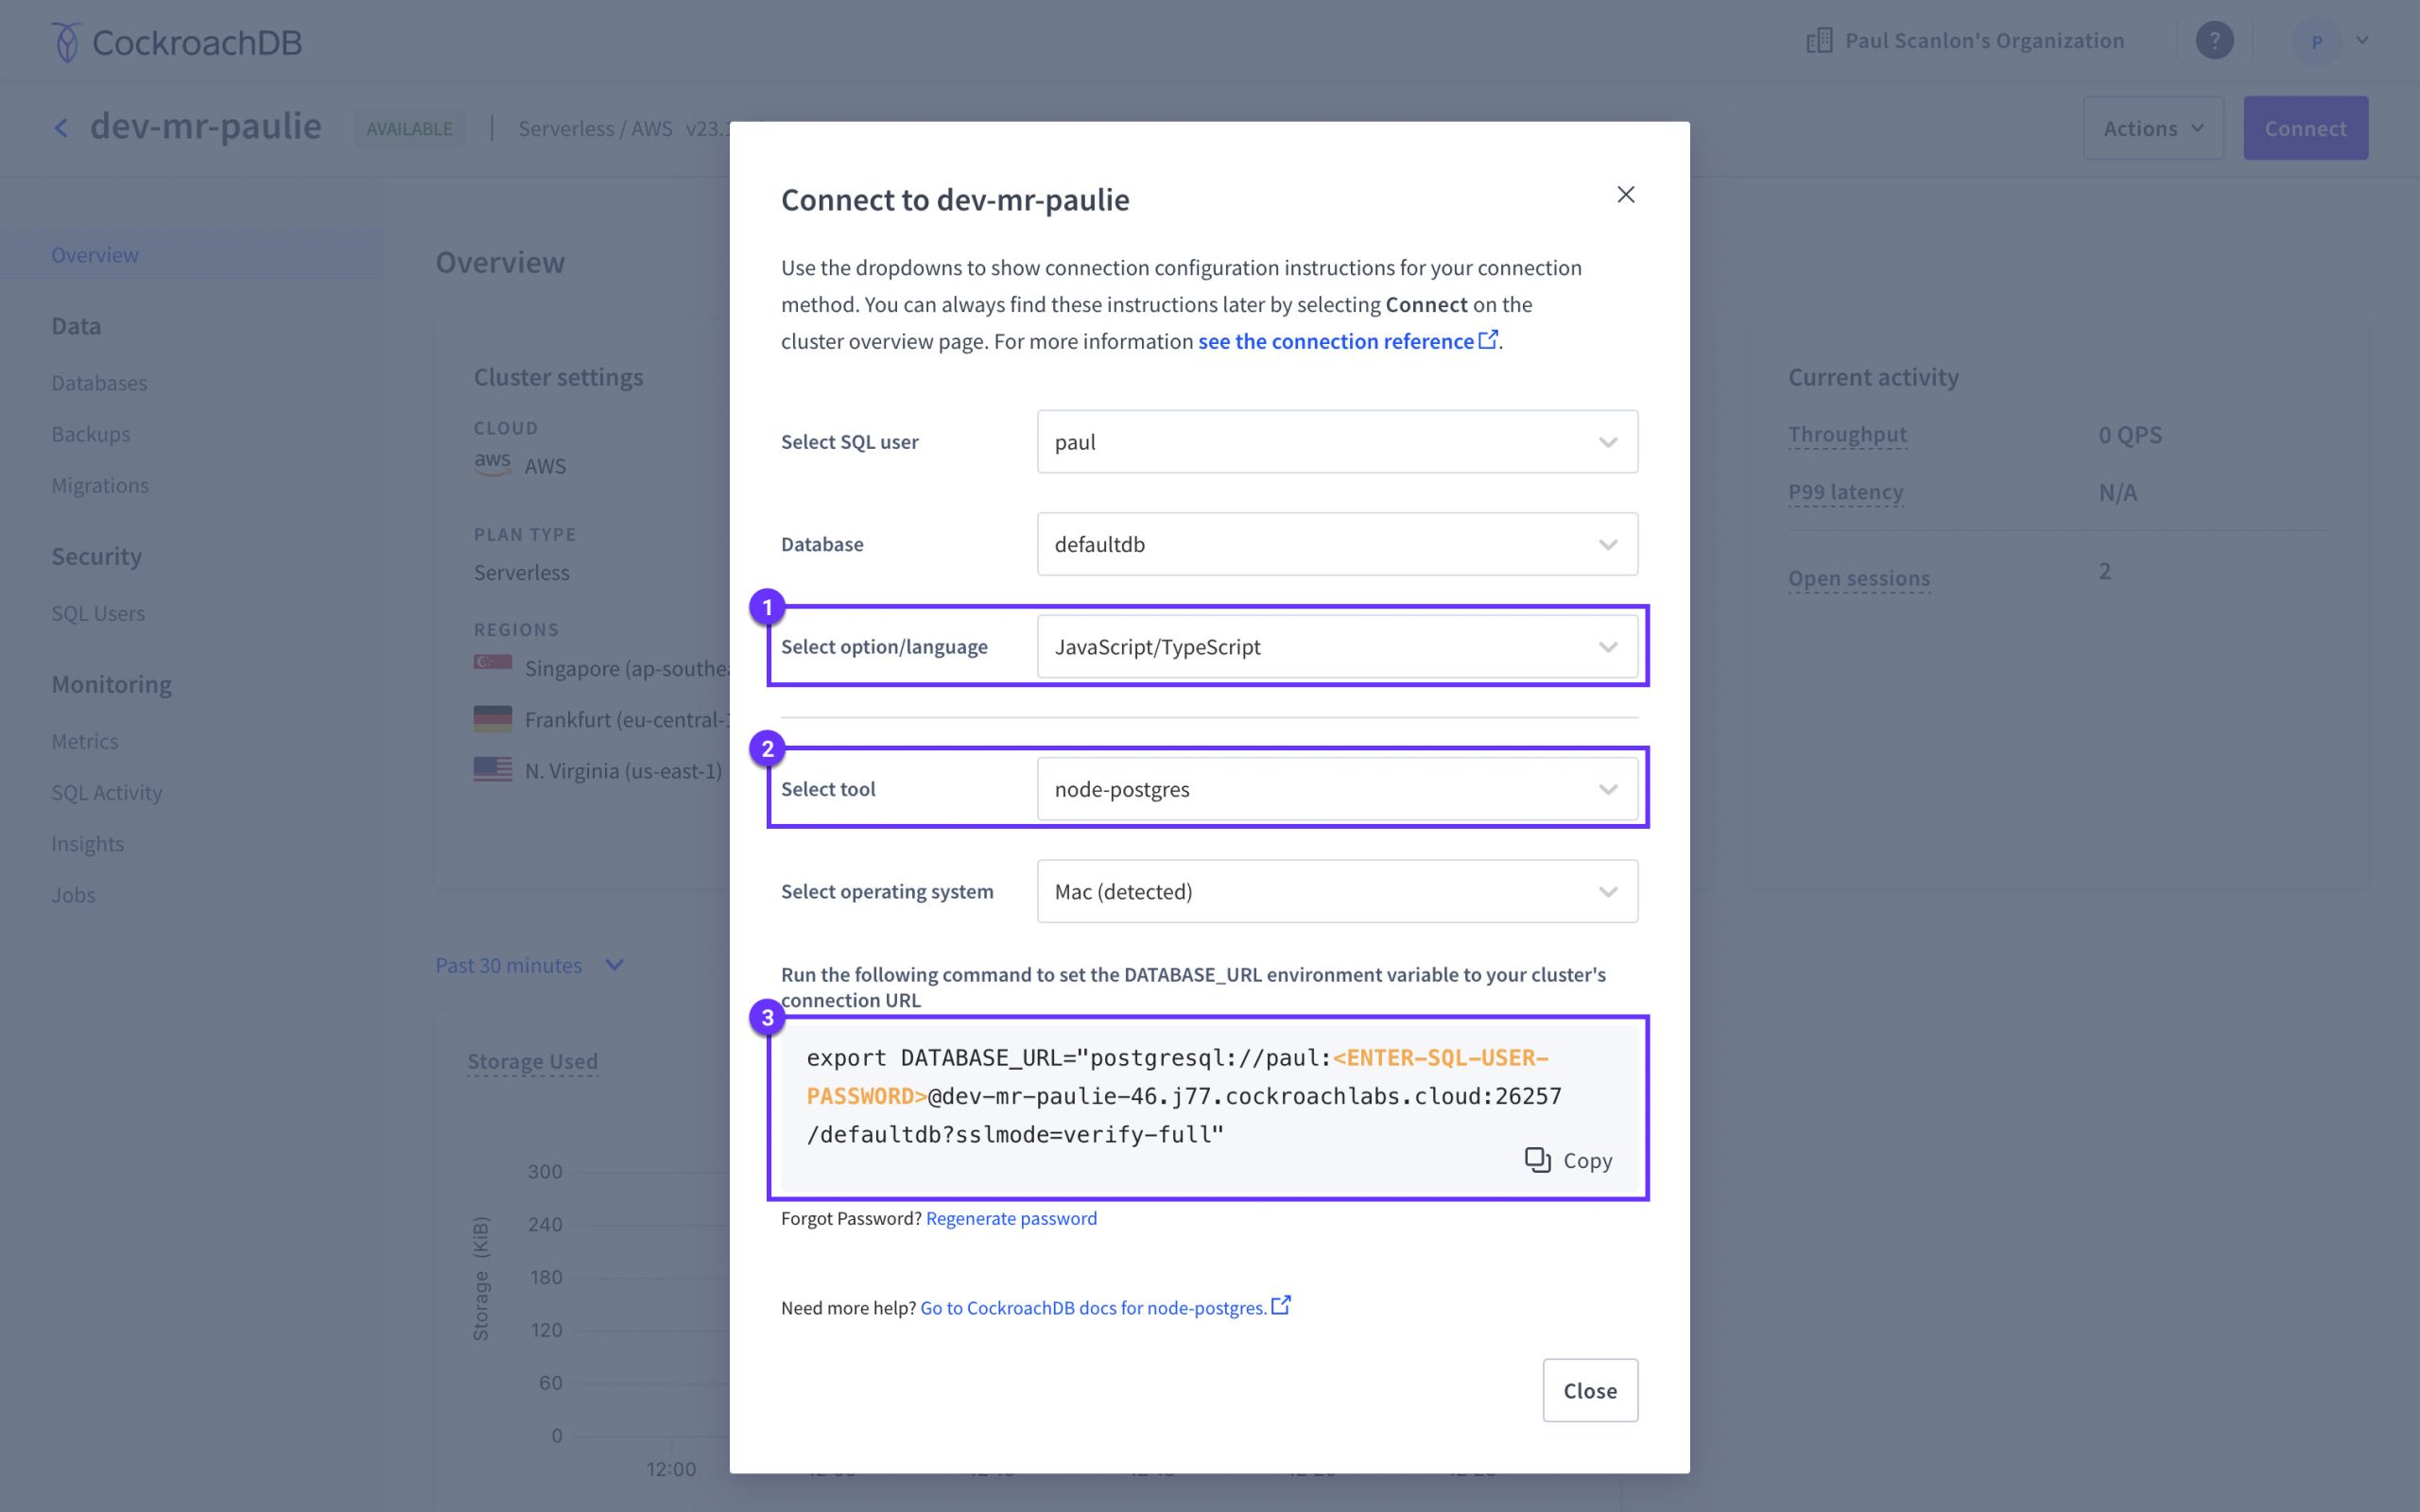 CockroachDB
Paul Scanlon's Organization
?
P
dev-mr-paulie
AVAILABLE
Serverless / AWS
Actions
Connect
Overview
Data
Databases
Backups
Migrations
Security
SQL Users
Monitoring
Metrics
SQL Activity
Insights
Jobs
Overview
Cluster settings
CLOUD
aws AWS
PLAN TYPE
Serverless
REGIONS
Singapore
Frankfurt
N. Virginia (us-east-1)
Past 30 minutes
Storage Used
Storage (KiB)
300
240
180
120
60
0
12:00
Connect to dev-mr-paulie
Use the dropdowns to show connection configuration instructions for your connection
method. You can always find these instructions later by selecting Connect on the
cluster overview page. For more information see the connection reference.
Select SQL user
paul
Database
defaultdb
1
Select option/language
JavaScript/TypeScript
2
Select tool
node-postgres
Select operating system
Mac (detected)
Run the following command to set the DATABASE_URL environment variable to your cluster's
connection URL
3
export DATABASE_URL="postgresql://paul:<ENTER-SQL-USER-
PASSWORD>@dev-mr-paulie-46.j77.cockroachlabs.cloud:26257
/defaultdb?sslmode=verify-full"
Copy
Forgot Password? Regenerate password
Need more help? Go to CockroachDB docs for node-postgres.
Close
Current activity
Throughput
0 QPS
P99 latency
N/A
Open sessions
2